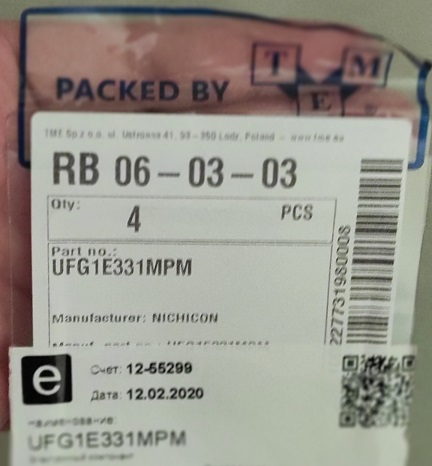 PACKED BY T M E
TME Sp z o.o. ul. Ustronna 41, 93-350 Lodz, Poland - www.tme.eu
RB 06-03-03
Qty: 4 PCS
Part no.:
UFG1E331MPM
Manufacturer: NICHICON
2277731980008
e Счет: 12-55299
Дата: 12.02.2020
UFG1E331MPM